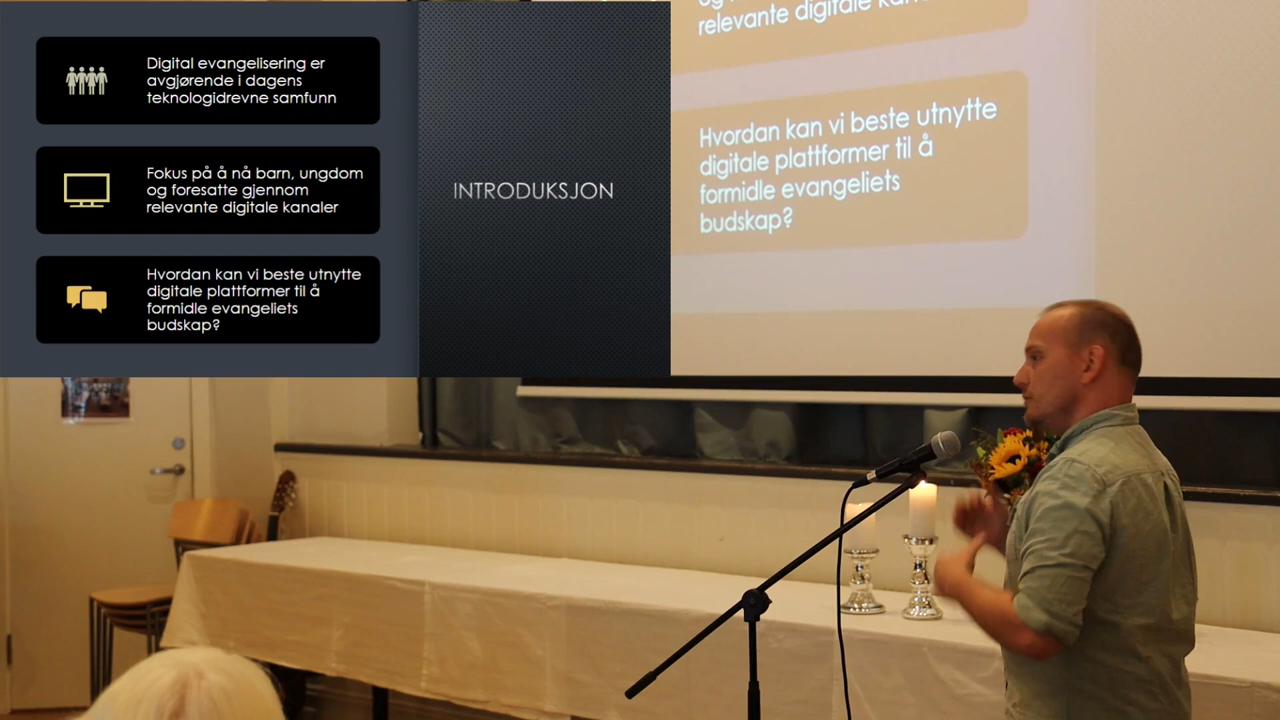 Digital evangelisering er
avgjørende i dagens
teknologidrevne samfunn
Fokus på å nå barn, ungdom
og foresatte gjennom
relevante digitale kanaler
Hvordan kan vi beste utnytte
digitale plattformer til å
formidle evangeliets
budskap?
INTRODUKSJON
relevante digitale
Hvordan kan vi beste utnytte
digitale plattformer til å
formidle evangeliets
budskap?